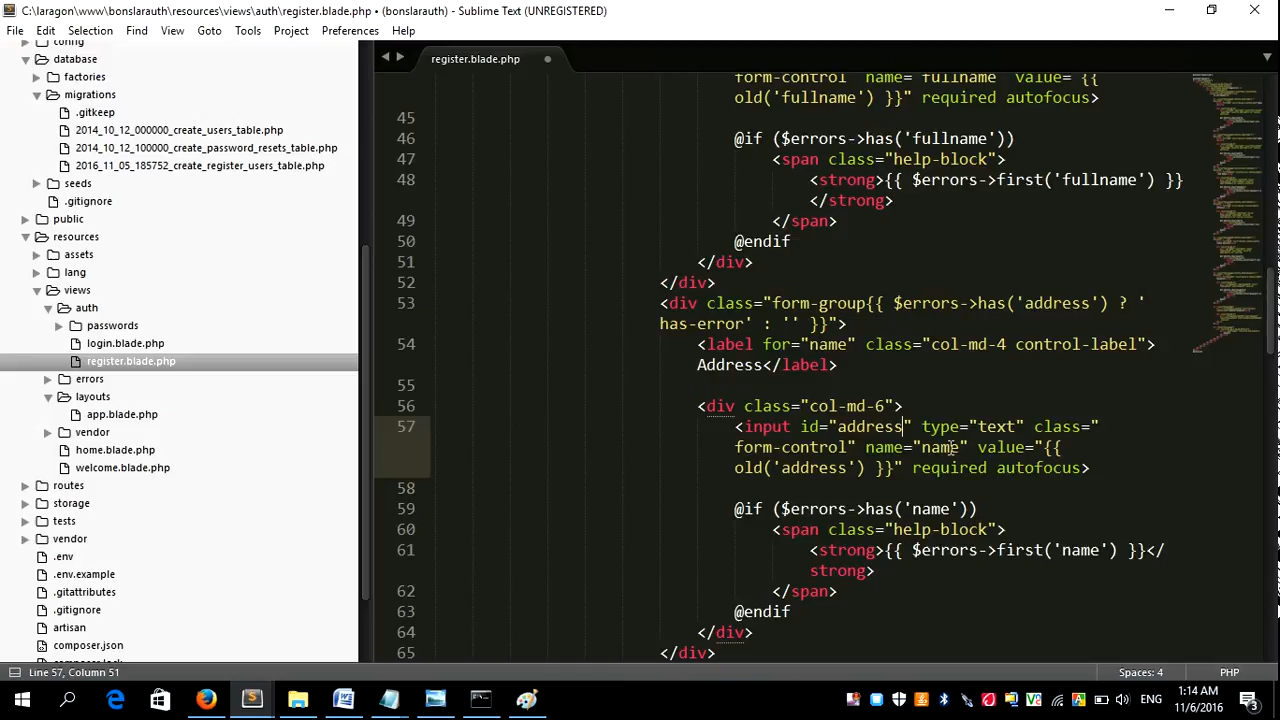 C:\laragon\www\bonslarauth\resources\views\auth\register.blade.php • (bonslarauth) - Sublime Text (UNREGISTERED)
File Edit Selection Find View Goto Tools Project Preferences Help
config
database
factories
migrations
.gitkeep
2014_10_12_000000_create_users_table.php
2014_10_12_100000_create_password_resets_table.php
2016_11_05_185752_create_register_users_table.php
seeds
.gitignore
public
resources
assets
lang
views
auth
passwords
login.blade.php
register.blade.php
errors
layouts
app.blade.php
vendor
home.blade.php
welcome.blade.php
routes
storage
tests
vendor
.env
.env.example
.gitattributes
.gitignore
artisan
composer.json
composer.lock
register.blade.php
form-control" name="fullname" value="{{
old('fullname') }}" required autofocus>
45
46 @if ($errors->has('fullname'))
47 <span class="help-block">
48 <strong>{{ $errors->first('fullname') }}
</strong>
49 </span>
50 @endif
51 </div>
52 </div>
53 <div class="form-group{{ $errors->has('address') ? '
has-error' : '' }}">
54 <label for="name" class="col-md-4 control-label">
Address</label>
55
56 <div class="col-md-6">
57 <input id="address" type="text" class="
form-control" name="name" value="{{
old('address') }}" required autofocus>
58
59 @if ($errors->has('name'))
60 <span class="help-block">
61 <strong>{{ $errors->first('name') }}</
strong>
62 </span>
63 @endif
64 </div>
65 </div>
Line 57, Column 51 Spaces: 4 PHP
ENG
1:14 AM
11/6/2016
3